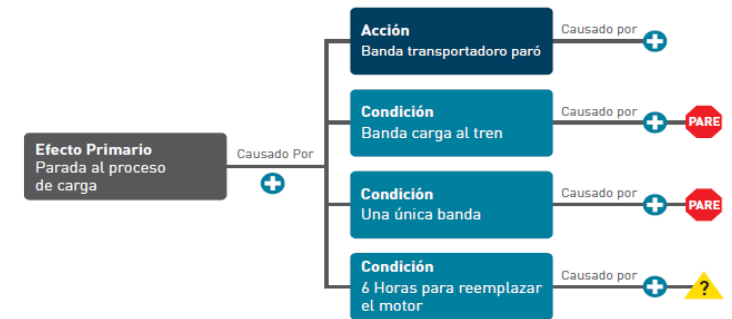 Acción
Banda transportadoro paró
Causado por
Condición
Banda carga al tren
Causado por
PARE
Efecto Primario
Parada al proceso
de carga
Causado Por
Condición
Una única banda
Causado por
PARE
Condición
6 Horas para reemplazar
el motor
Causado por
?